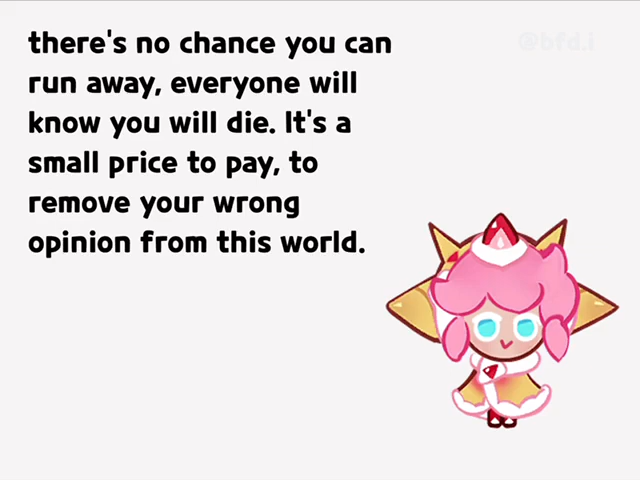 there's no chance you can
run away, everyone will
know you will die. It's a
small price to pay, to
remove your wrong
opinion from this world.
@bfd.i